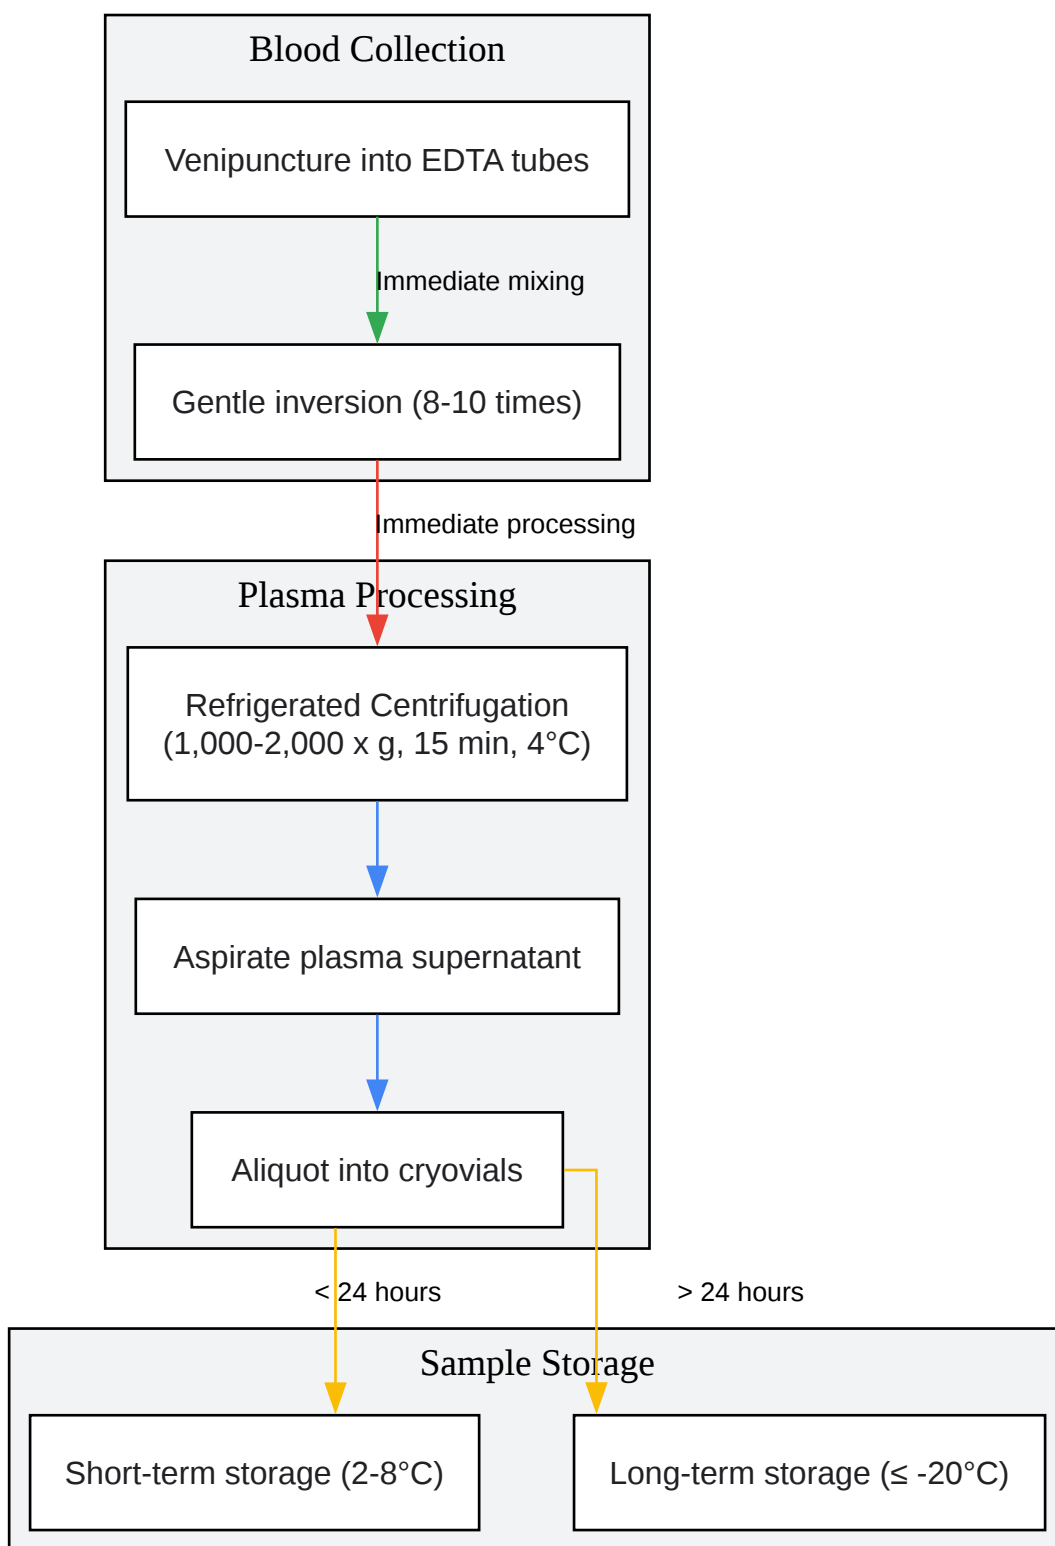 Blood Collection
Venipuncture into EDTA tubes
Immediate mixing
Gentle inversion (8-10 times)
Immediate processing
Plasma Processing
Refrigerated Centrifugation
(1,000-2,000 x g, 15 min, 4°C)
Aspirate plasma supernatant
Aliquot into cryovials
< 24 hours
> 24 hours
Sample Storage
Short-term storage (2-8°C)
Long-term storage (≤ -20°C)